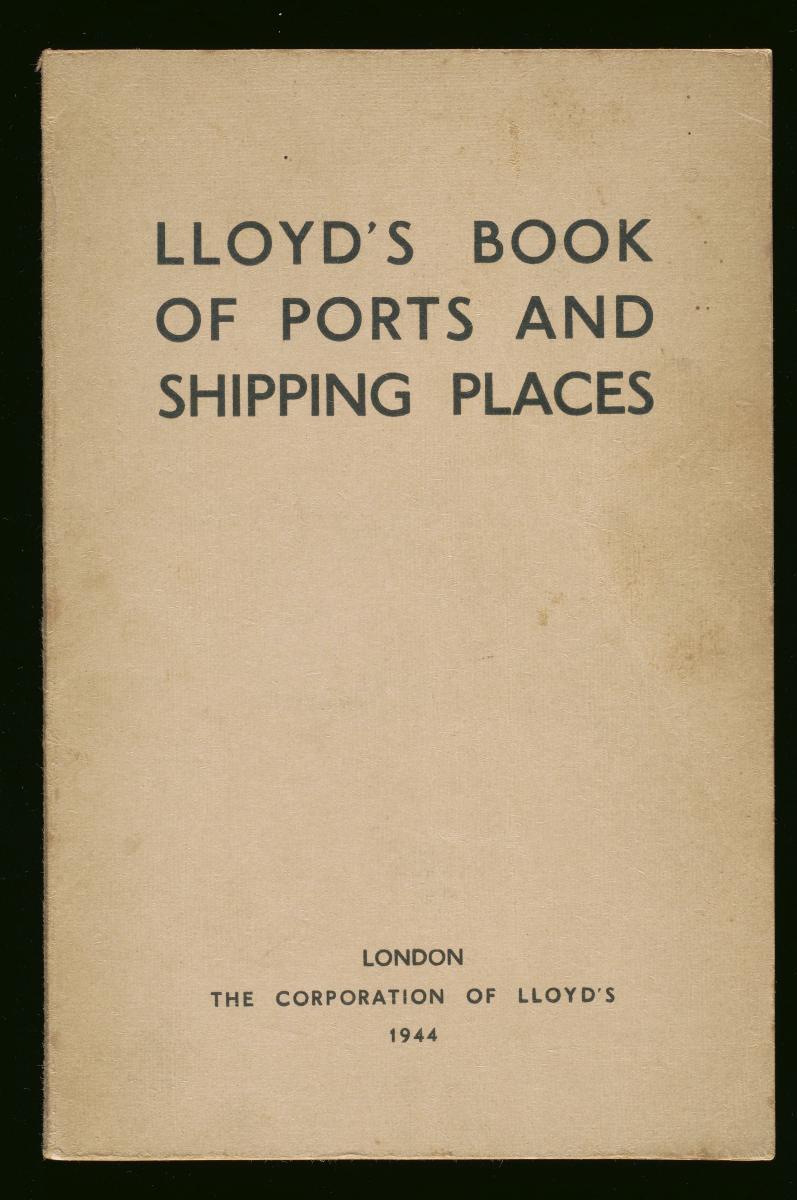 LLOYD'S BOOK
OF PORTS AND
SHIPPING PLACES
LONDON
THE CORPORATION OF LLOYD'S
1944